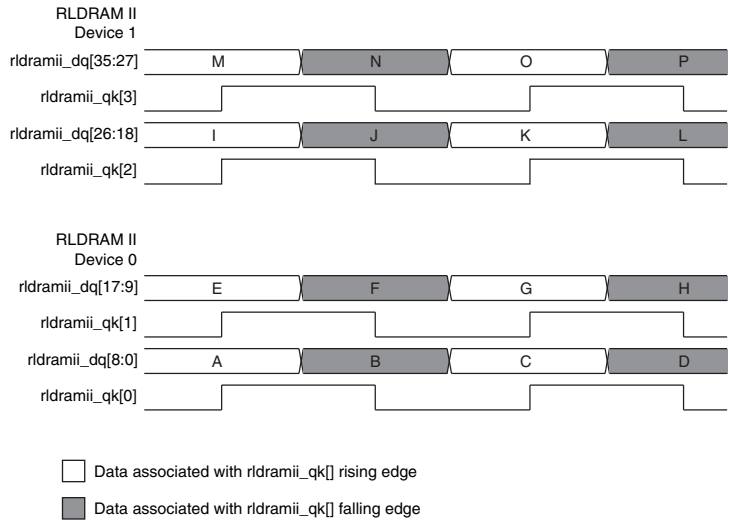 RLDRAM II
Device 1
rldramii_dq[35:27] M N O P
rldramii_qk[3]
rldramii_dq[26:18] I J K L
rldramii_qk[2]
RLDRAM II
Device 0
rldramii_dq[17:9] E F G H
rldramii_qk[1]
rldramii_dq[8:0] A B C D
rldramii_qk[0]
Data associated with rldramii_qk[] rising edge
Data associated with rldramii_qk[] falling edge